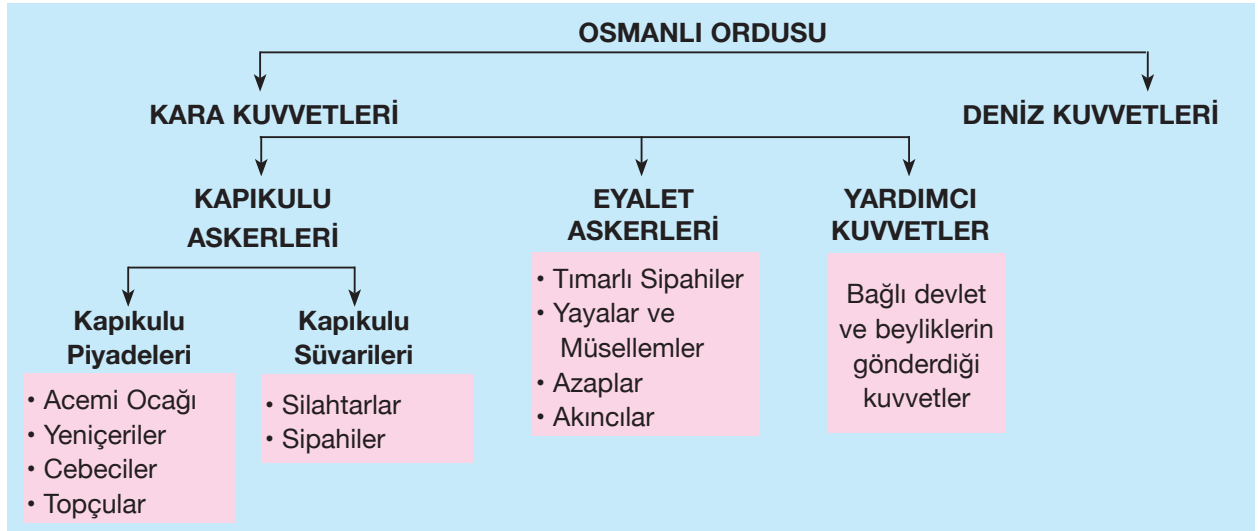 OSMANLI ORDUSU
KARA KUVVETLERİ
DENİZ KUVVETLERİ
KAPIKULU
ASKERLERİ
EYALET
ASKERLERİ
YARDIMCI
KUVVETLER
Kapıkulu
Piyadeleri
• Acemi Ocağı
• Yeniçeriler
• Cebeciler
• Topçular
Kapıkulu
Süvarileri
• Silahtarlar
• Sipahiler
• Tımarlı Sipahiler
• Yayalar ve
Müsellemler
• Azaplar
• Akıncılar
Bağlı devlet
ve beyliklerin
gönderdiği
kuvvetler